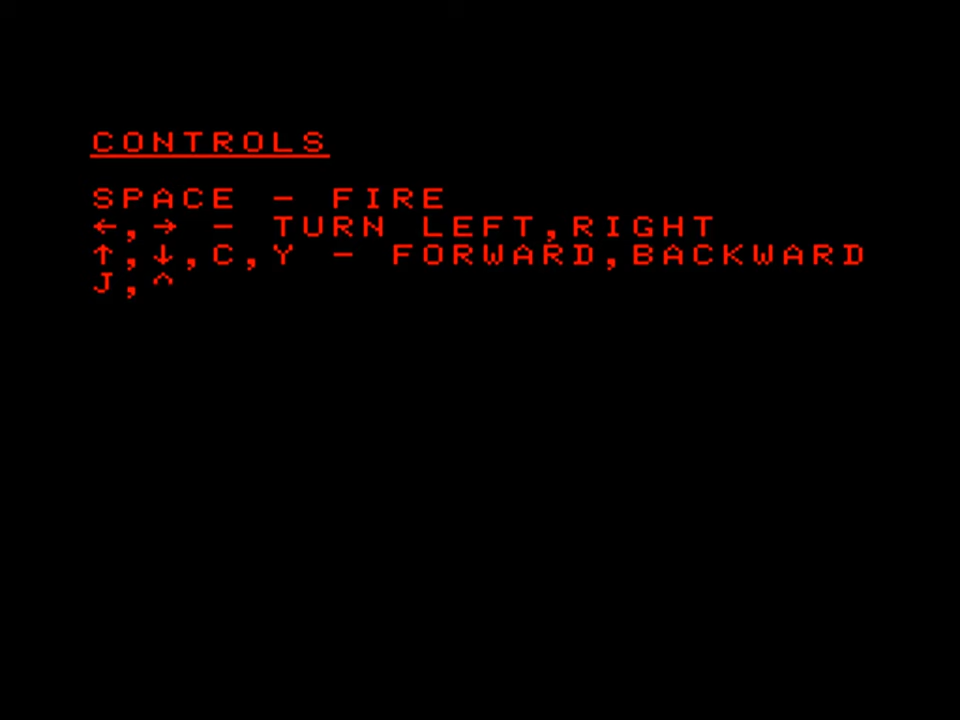 CONTROLS
SPACE - FIRE
←,→ - TURN LEFT,RIGHT
↑,↓,C,Y - FORWARD,BACKWARD
J,^